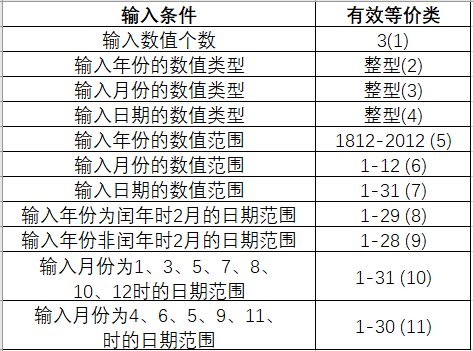 输入条件 有效等价类
输入数值个数 3(1)
输入年份的数值类型 整型(2)
输入月份的数值类型 整型(3)
输入日期的数值类型 整型(4)
输入年份的数值范围 1812-2012 (5)
输入月份的数值范围 1-12 (6)
输入日期的数值范围 1-31 (7)
输入年份为闰年时2月的日期范围 1-29 (8)
输入年份非闰年时2月的日期范围 1-28 (9)
输入月份为1、3、5、7、8、
10、12时的日期范围 1-31 (10)
输入月份为4、6、5、9、11、
时的日期范围 1-30 (11)